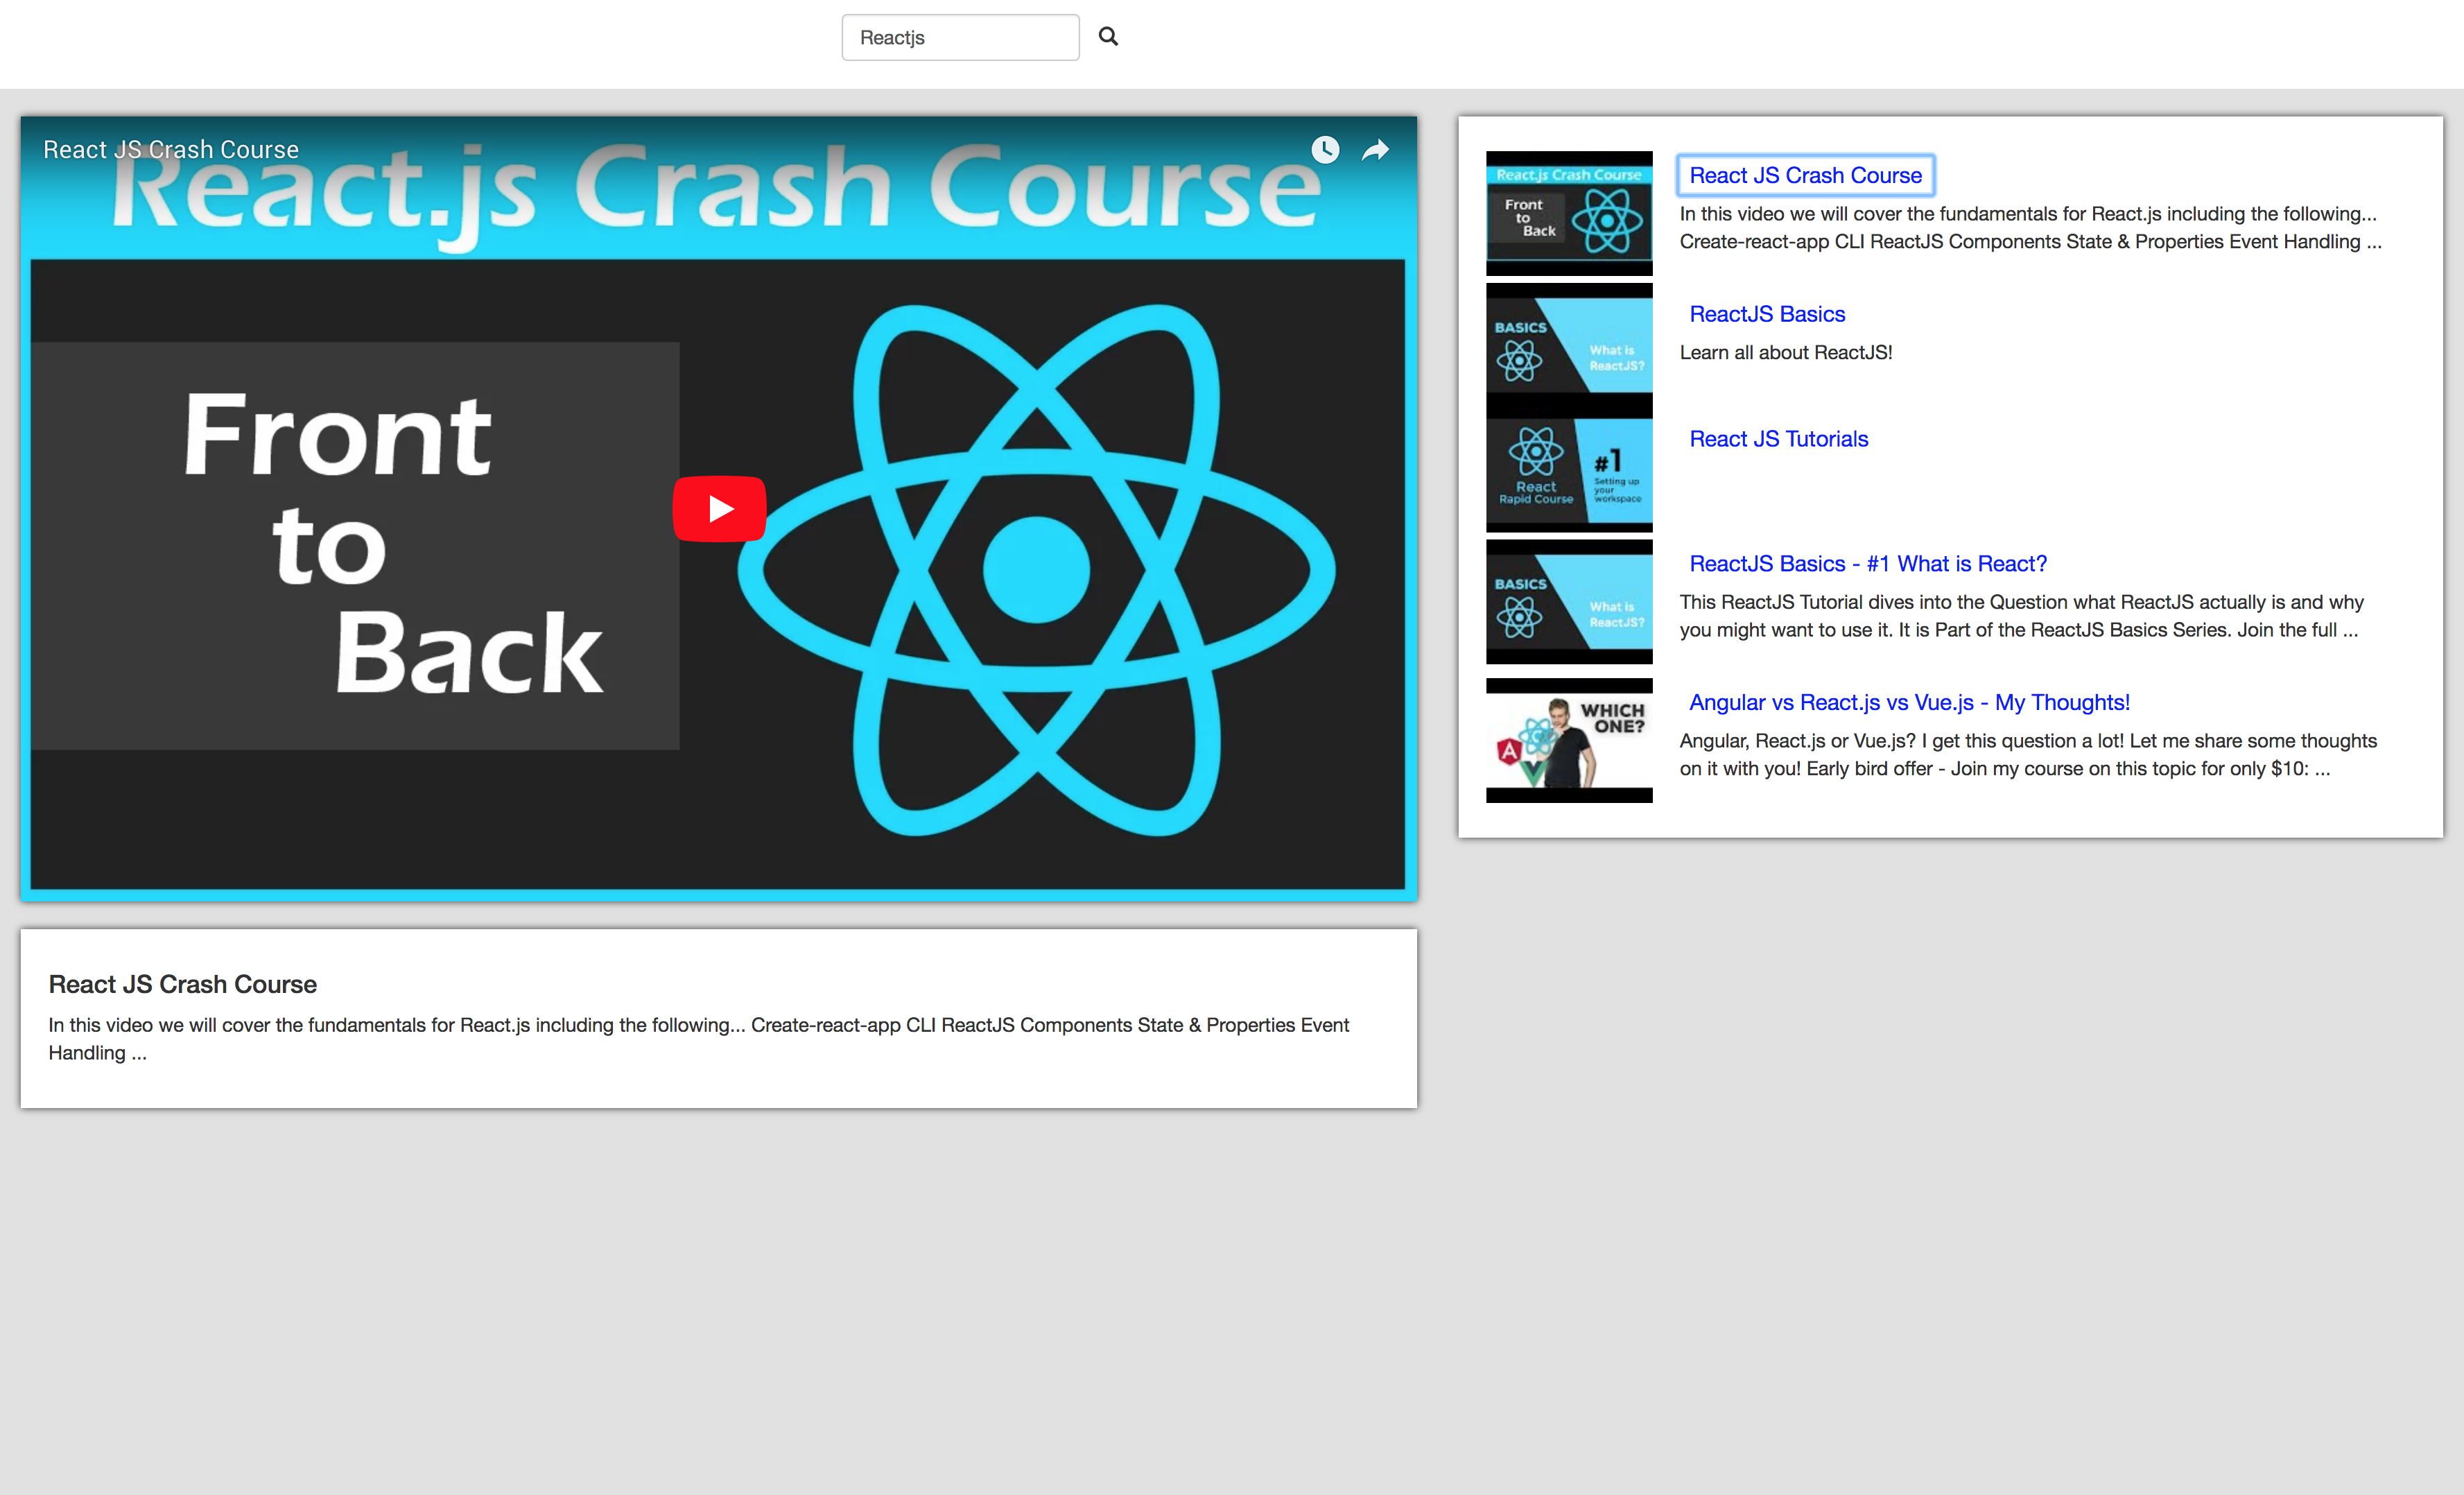 Reactjs
React JS Crash Course
React.js Crash Course
Front
to
Back
React JS Crash Course
In this video we will cover the fundamentals for React.js including the following... Create-react-app CLI ReactJS Components State & Properties Event
Handling ...
React.js Crash Course
Front
to
Back
React JS Crash Course
In this video we will cover the fundamentals for React.js including the following...
Create-react-app CLI ReactJS Components State & Properties Event Handling ...
BASICS
What is
ReactJS?
ReactJS Basics
Learn all about ReactJS!
React
Rapid Course
#1
Setting up
your
workspace
React JS Tutorials
BASICS
What is
ReactJS?
ReactJS Basics - #1 What is React?
This ReactJS Tutorial dives into the Question what ReactJS actually is and why
you might want to use it. It is Part of the ReactJS Basics Series. Join the full ...
WHICH
ONE?
A
Angular vs React.js vs Vue.js - My Thoughts!
Angular, React.js or Vue.js? I get this question a lot! Let me share some thoughts
on it with you! Early bird offer - Join my course on this topic for only $10: ...